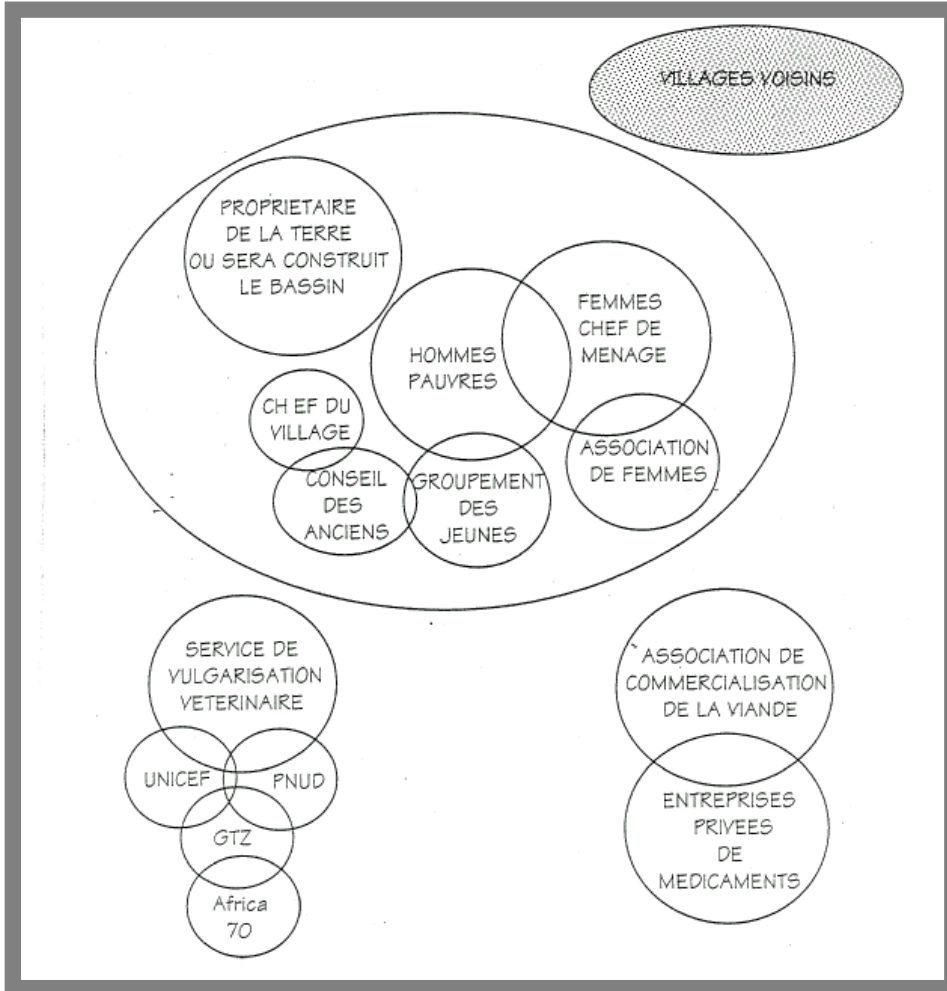 VILLAGES VOISINS
PROPRIETAIRE
DE LA TERRE
OU SERA CONSTRUIT
LE BASSIN
FEMMES
CHEF DE
MENAGE
HOMMES
PAUVRES
CH EF DU
VILLAGE
ASSOCIATION
DE FEMMES
CONSEIL
DES
ANCIENS
GROUPEMENT
DES
JEUNES
SERVICE DE
VULGARISATION
VETERINAIRE
UNICEF
PNUD
GTZ
Africa
70
ASSOCIATION DE
COMMERCIALISATION
DE LA VIANDE
ENTREPRISES
PRIVEES
DE
MEDICAMENTS